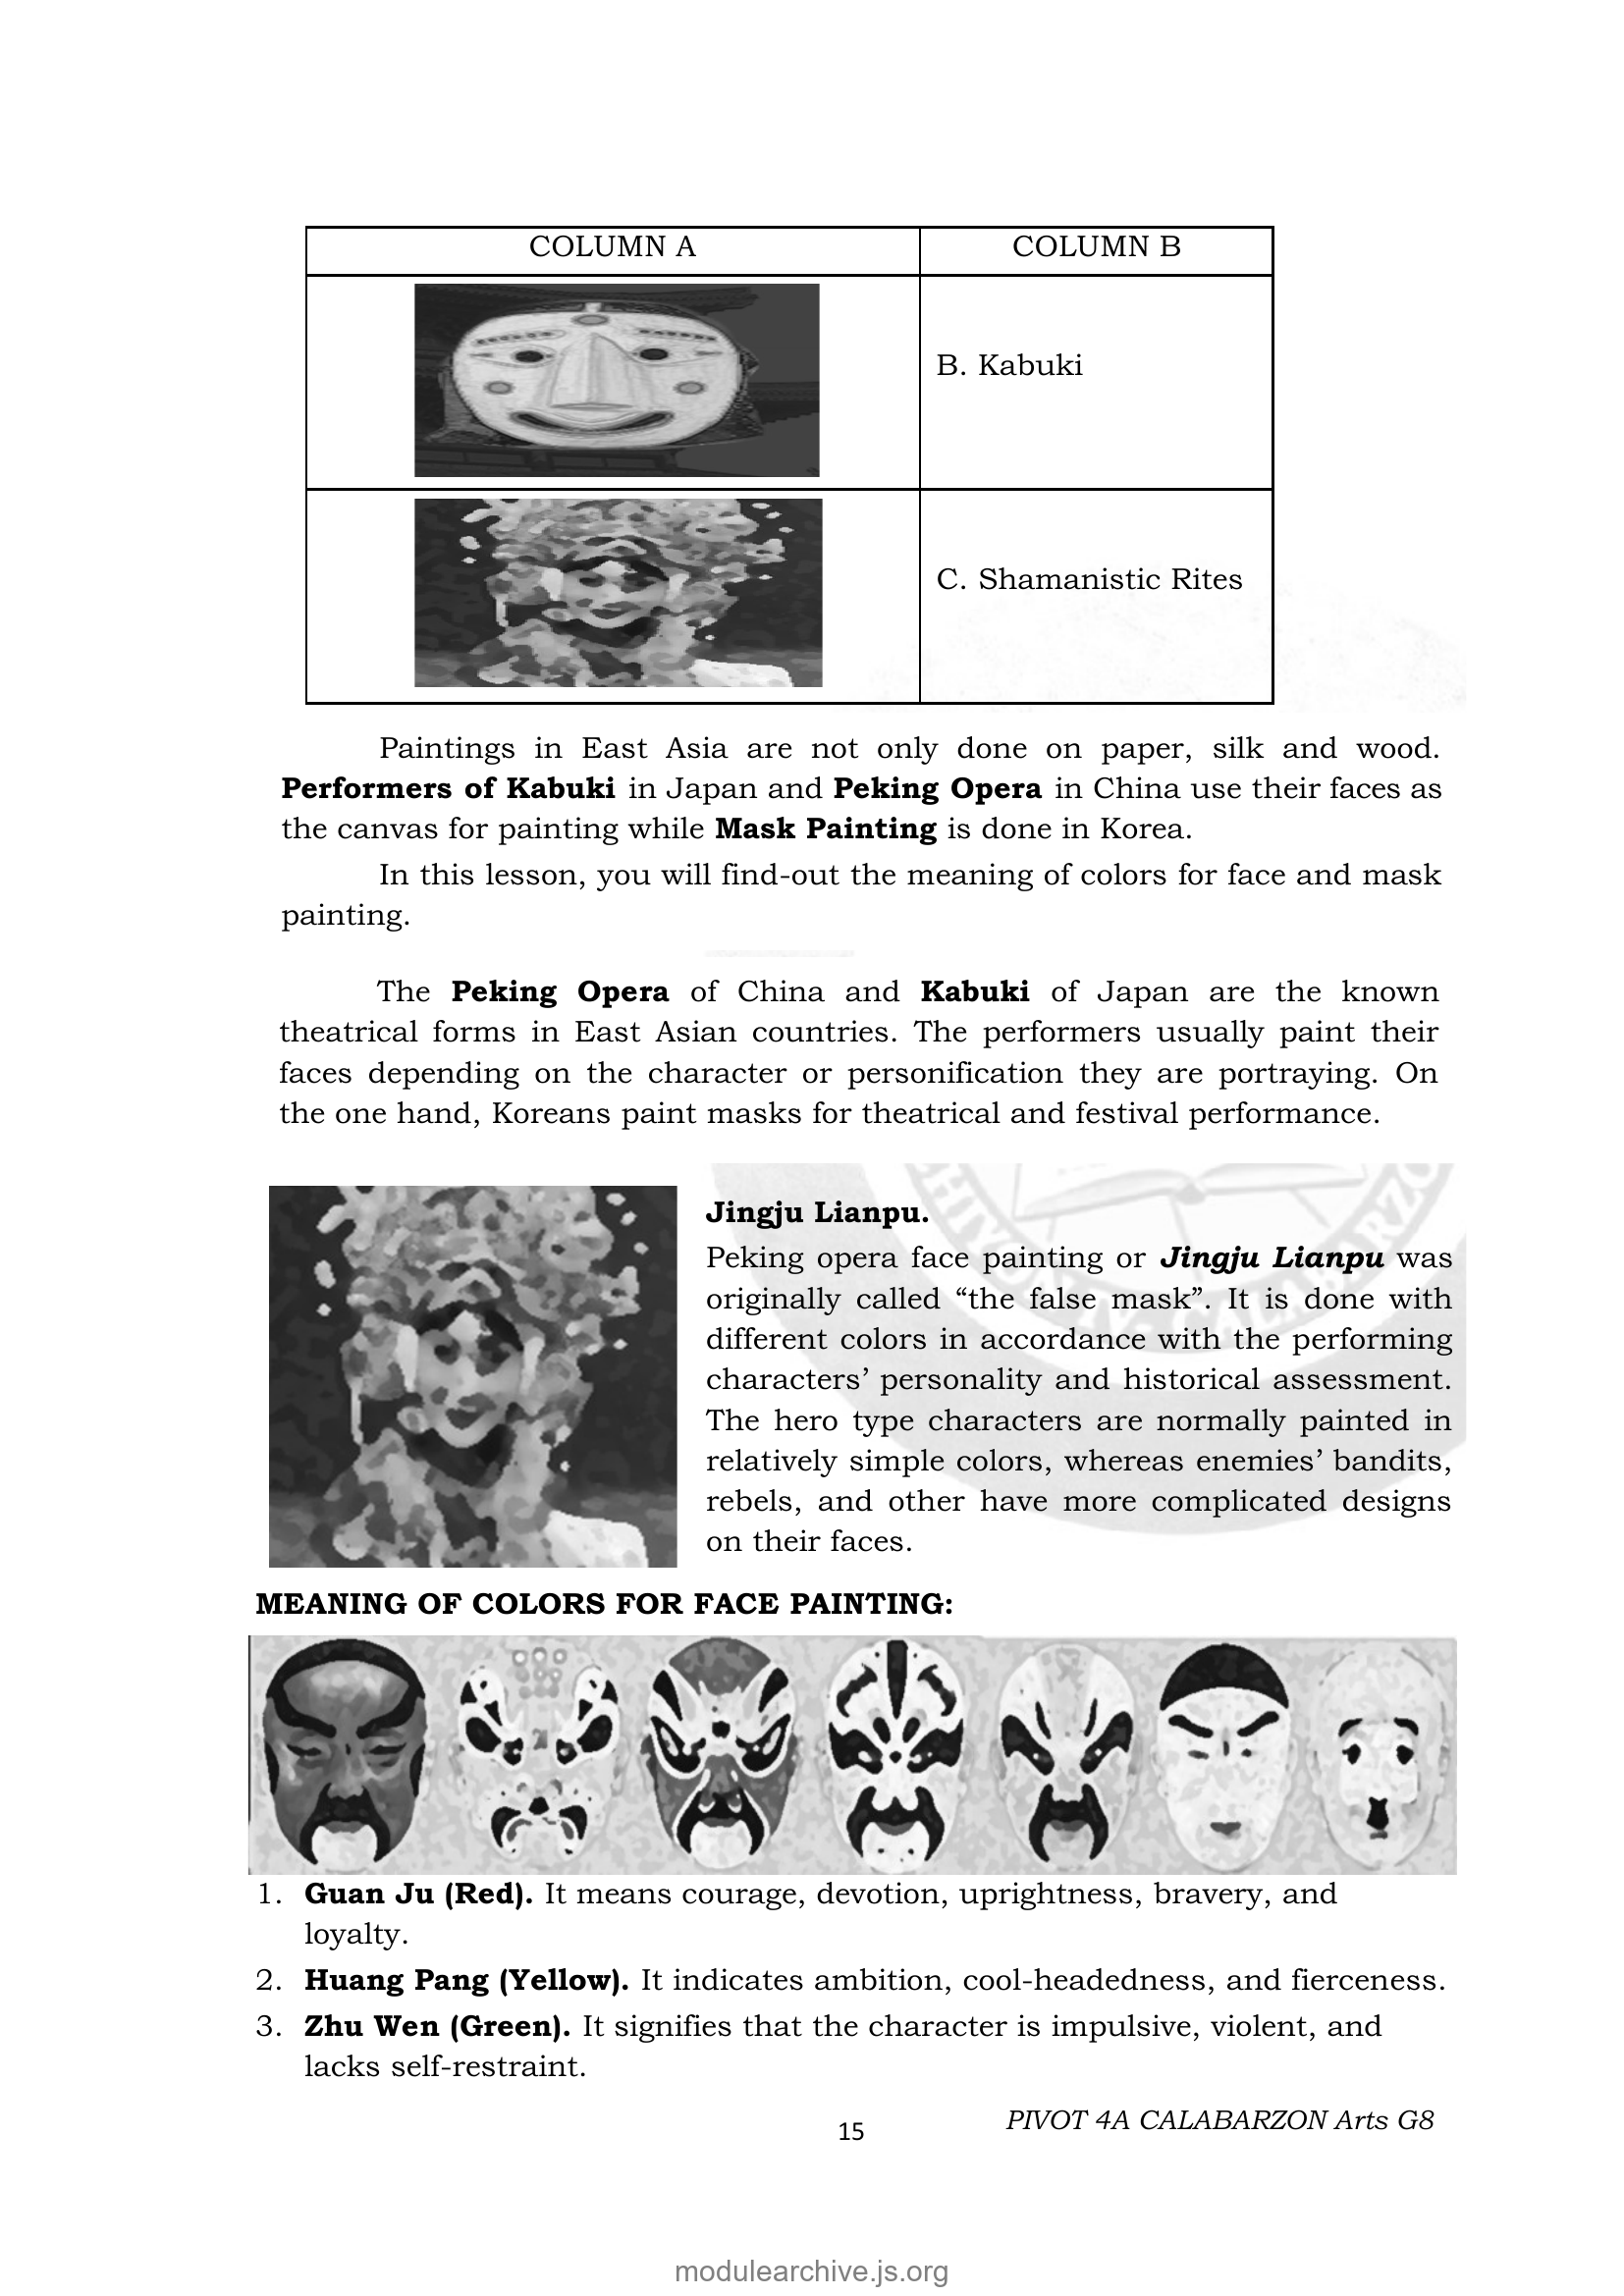 COLUMN A COLUMN B
B. Kabuki
C. Shamanistic Rites
Paintings in East Asia are not only done on paper, silk and wood.
Performers of Kabuki in Japan and Peking Opera in China use their faces as
the canvas for painting while Mask Painting is done in Korea.
In this lesson, you will find-out the meaning of colors for face and mask
painting.
The Peking Opera of China and Kabuki of Japan are the known
theatrical forms in East Asian countries. The performers usually paint their
faces depending on the character or personification they are portraying. On
the one hand, Koreans paint masks for theatrical and festival performance.
Jingju Lianpu.
Peking opera face painting or Jingju Lianpu was
originally called “the false mask”. It is done with
different colors in accordance with the performing
characters’ personality and historical assessment.
The hero type characters are normally painted in
relatively simple colors, whereas enemies’ bandits,
rebels, and other have more complicated designs
on their faces.
MEANING OF COLORS FOR FACE PAINTING:
1. Guan Ju (Red). It means courage, devotion, uprightness, bravery, and
loyalty.
2. Huang Pang (Yellow). It indicates ambition, cool-headedness, and fierceness.
3. Zhu Wen (Green). It signifies that the character is impulsive, violent, and
lacks self-restraint.
15 PIVOT 4A CALABARZON Arts G8
modulearchive.js.org